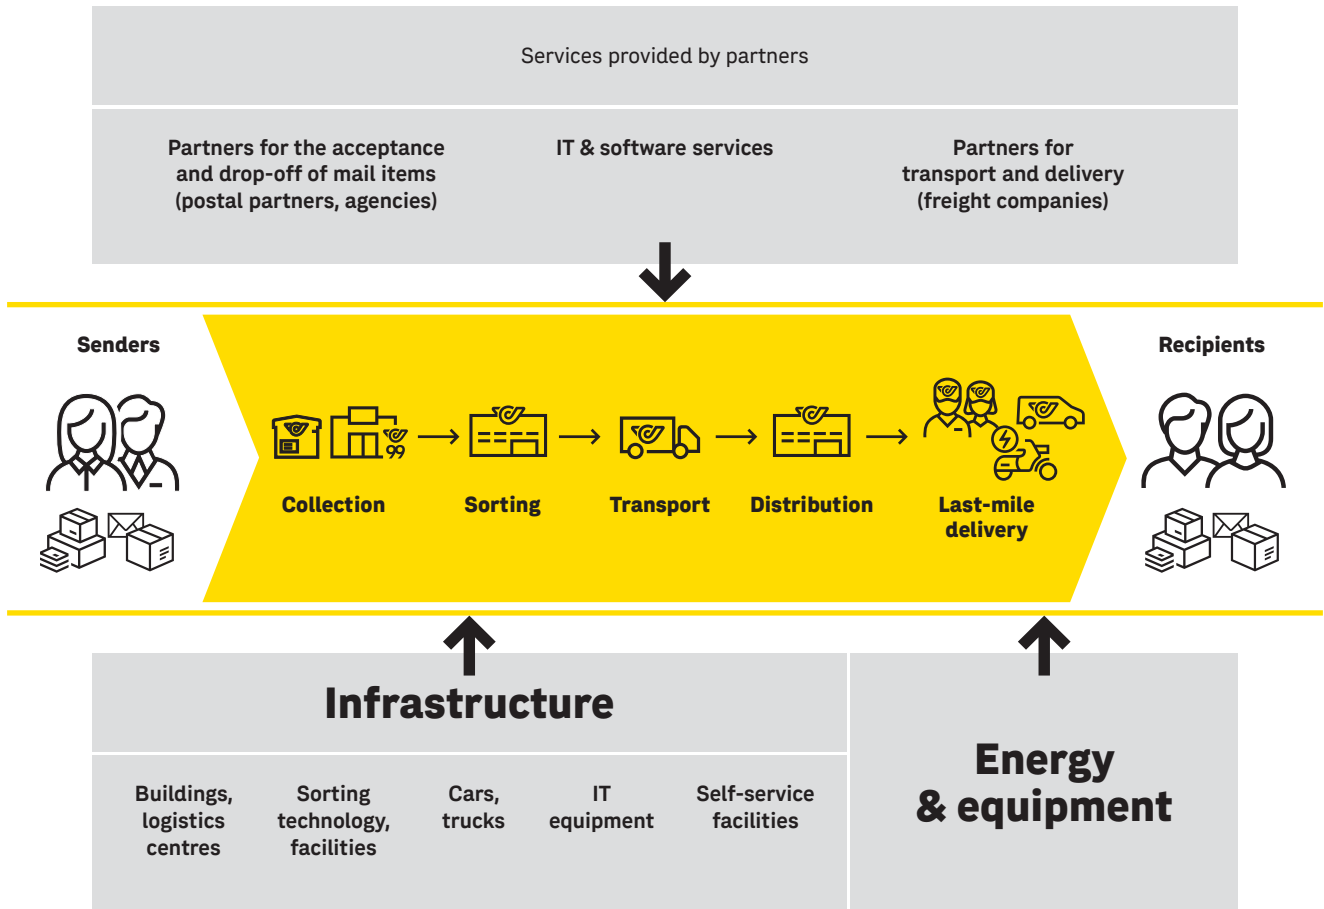 Services provided by partners
Partners for the acceptance
and drop-off of mail items
(postal partners, agencies)
IT & software services
Partners for
transport and delivery
(freight companies)
Senders
Recipients
99
Collection
Sorting
Transport
Distribution
Last-mile
delivery
Infrastructure
Buildings,
logistics
centres
Sorting
technology,
facilities
Cars,
trucks
IT
equipment
Self-service
facilities
Energy
& equipment